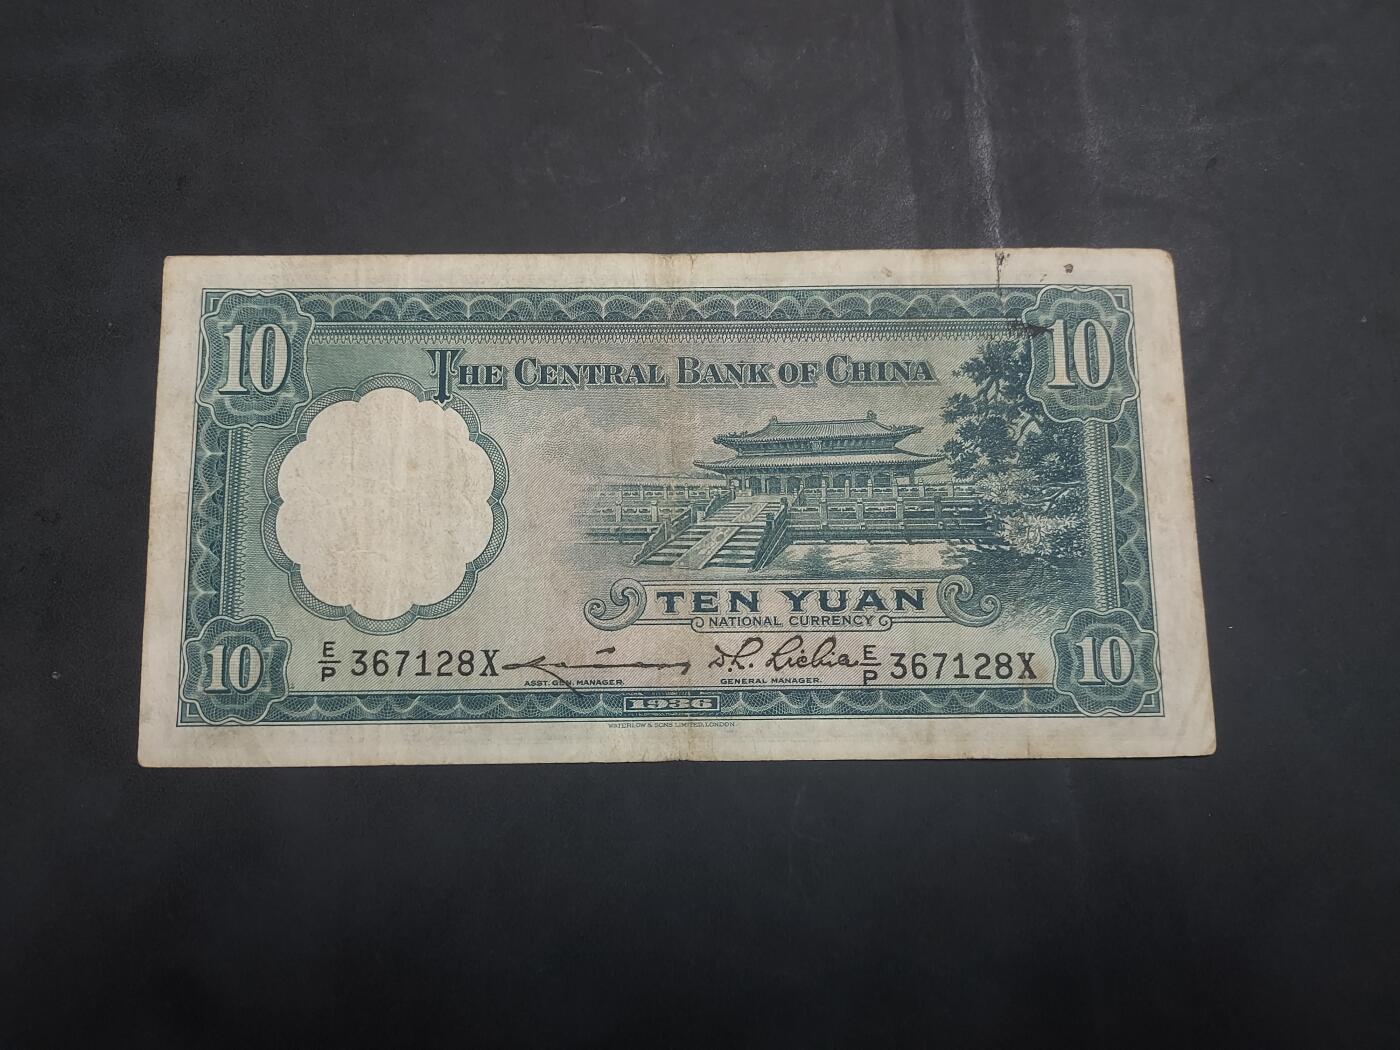 10 10
THE CENTRAL BANK OF CHINA
TEN YUAN
NATIONAL CURRENCY
E/P 367128X E/P 367128X
ASST. GEN. MANAGER. GENERAL MANAGER.
10 10
1936
WATERLOW & SONS LIMITED, LONDON.